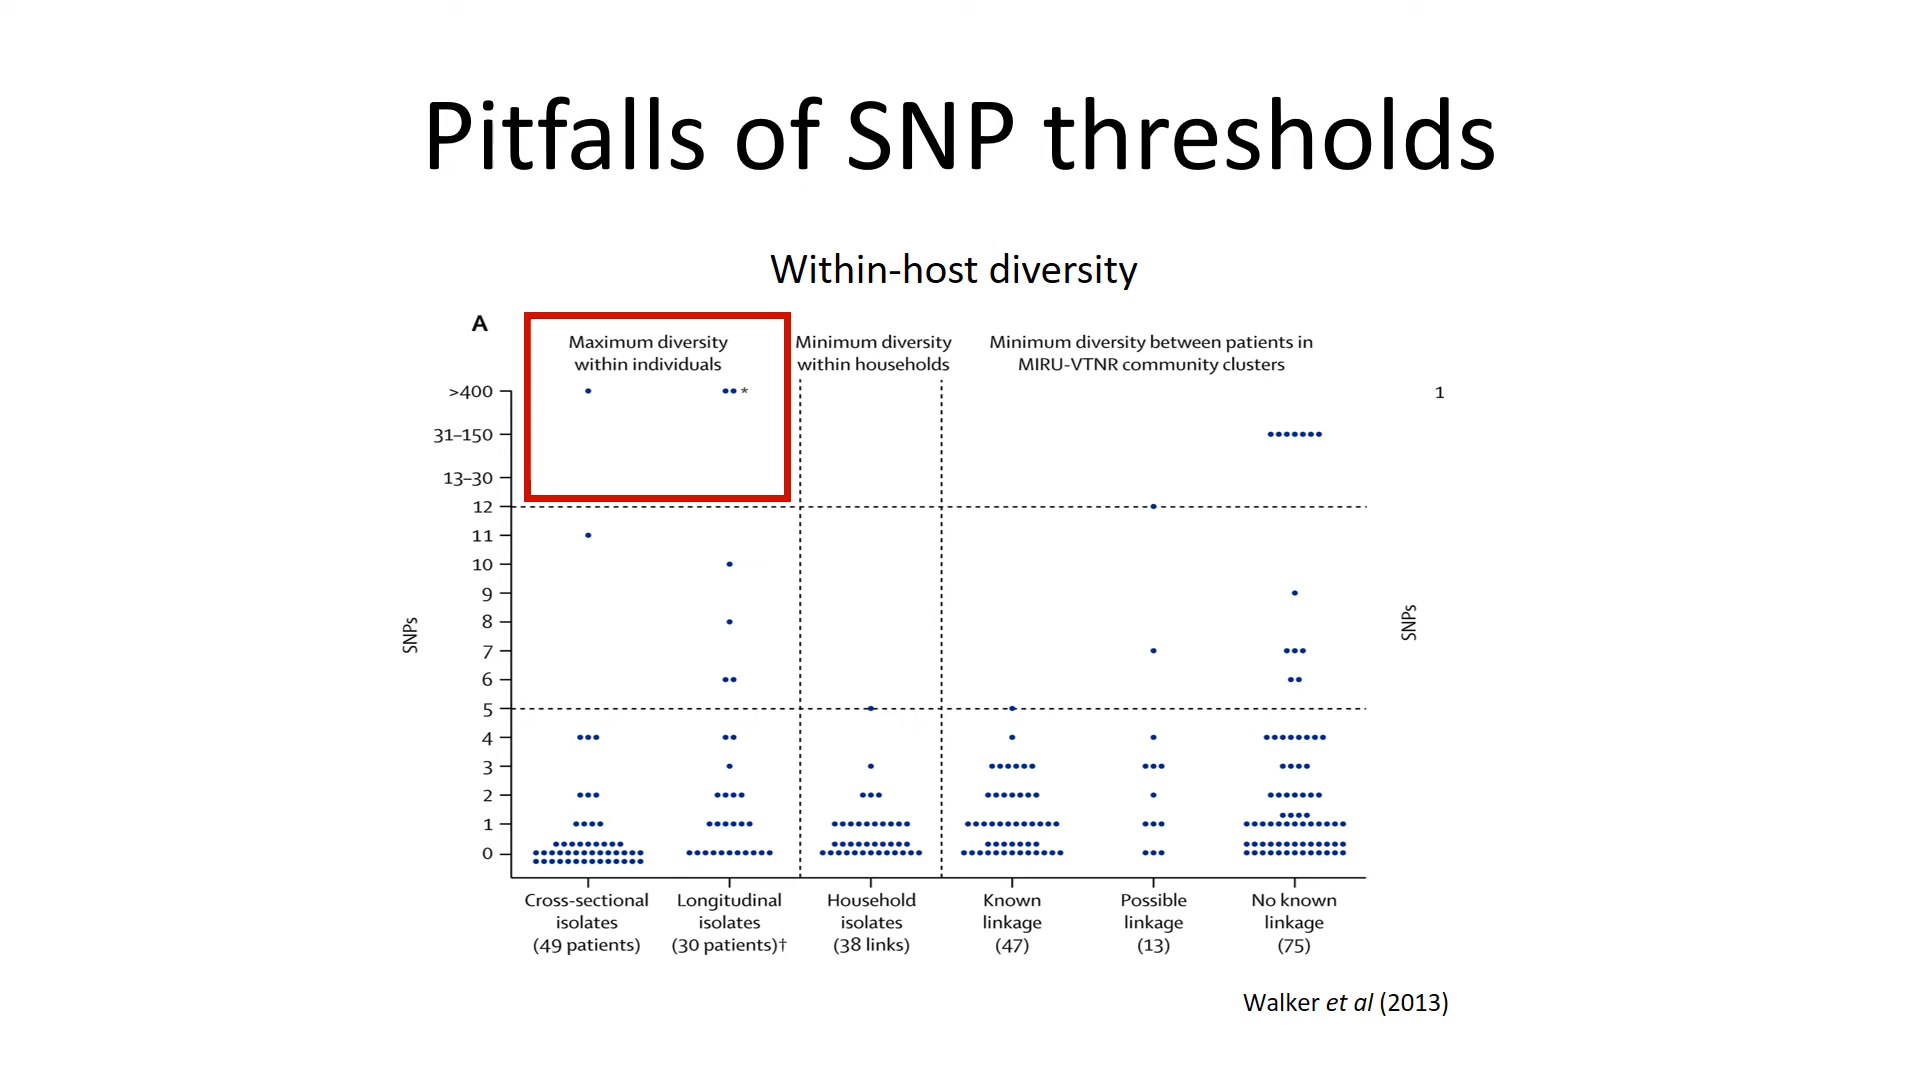 Pitfalls of SNP thresholds
Within-host diversity
A
Maximum diversity
within individuals
Minimum diversity
within households
Minimum diversity between patients in
MIRU-VTNR community clusters
>400
31–150
13–30
12
11
10
9
8
7
6
5
4
3
2
1
0
SNPs
*
1
SNPs
Cross-sectional
isolates
(49 patients)
Longitudinal
isolates
(30 patients)†
Household
isolates
(38 links)
Known
linkage
(47)
Possible
linkage
(13)
No known
linkage
(75)
Walker et al (2013)